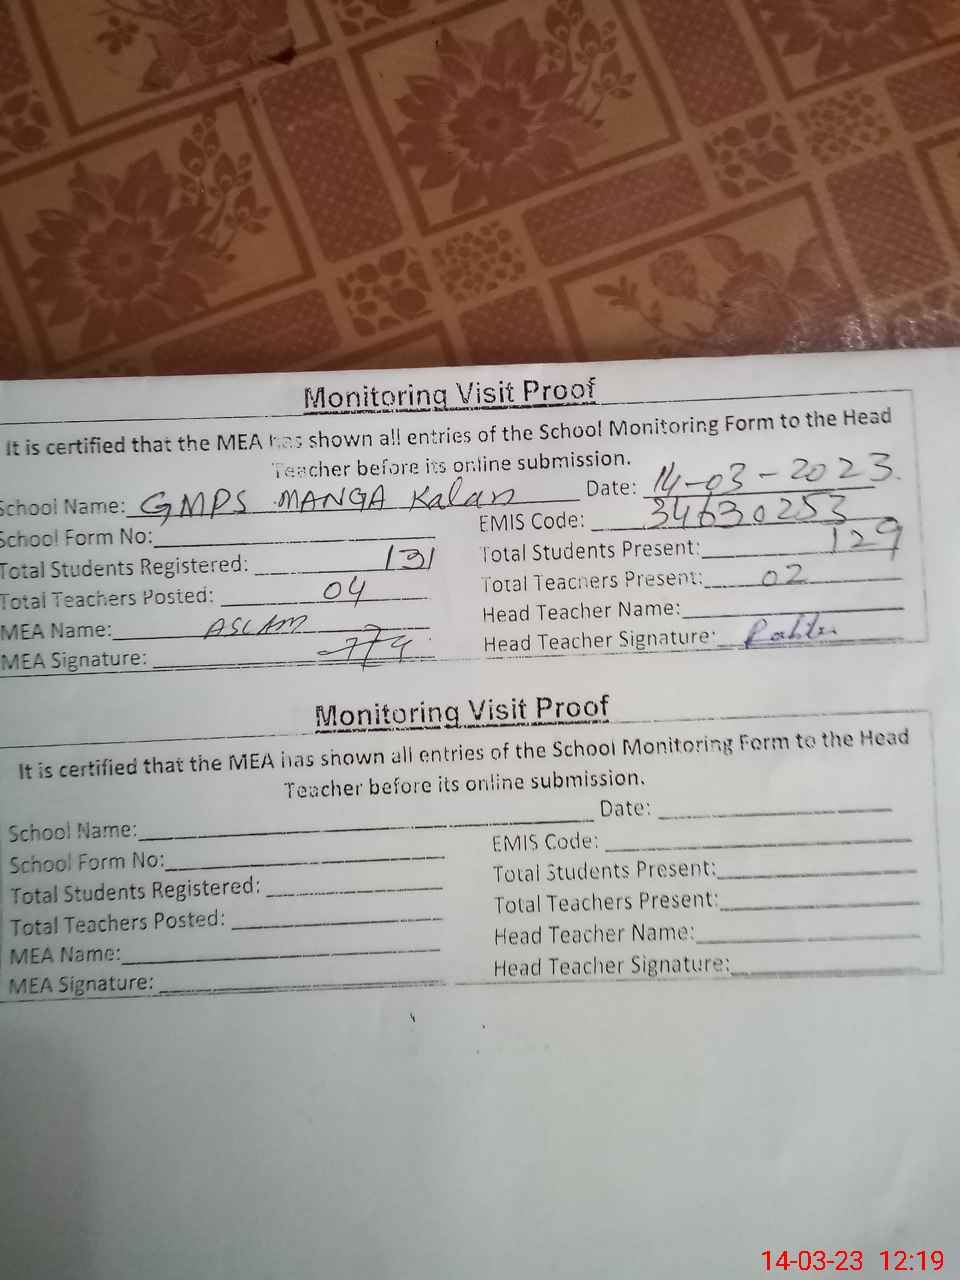 Monitoring Visit Proof
It is certified that the MEA has shown all entries of the School Monitoring Form to the Head
Teacher before its online submission.
School Name: GMPS MANGA Kalan Date: 14-03-2023.
School Form No: EMIS Code: 34630253
Total Students Registered: 131 Total Students Present: 129
Total Teachers Posted: 04 Total Teachers Present: 02
MEA Name: ASLAM Head Teacher Name:
MEA Signature: Head Teacher Signature:
Monitoring Visit Proof
It is certified that the MEA has shown all entries of the School Monitoring Form to the Head
Teacher before its online submission.
School Name: Date:
School Form No: EMIS Code:
Total Students Registered: Total Students Present:
Total Teachers Posted: Total Teachers Present:
MEA Name: Head Teacher Name:
MEA Signature: Head Teacher Signature:
14-03-23 12:19